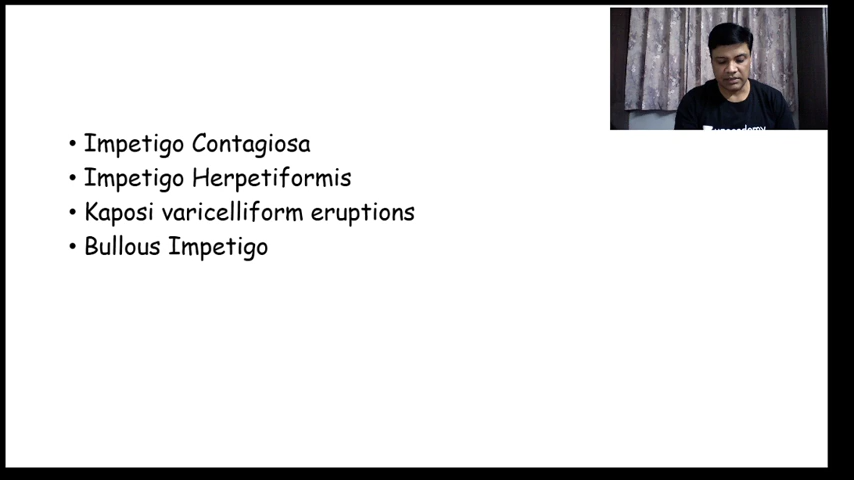 • Impetigo Contagiosa
• Impetigo Herpetiformis
• Kaposi varicelliform eruptions
• Bullous Impetigo